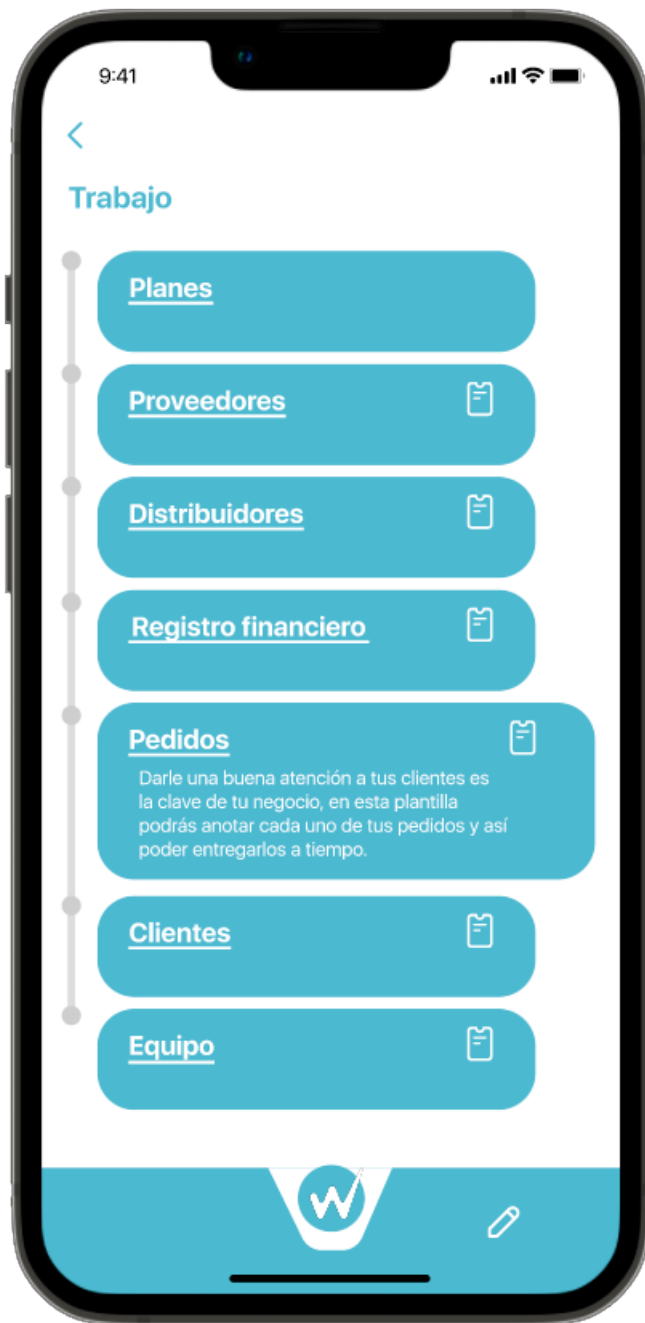 9:41
Trabajo
Planes
Proveedores
Distribuidores
Registro financiero
Pedidos
Darle una buena atención a tus clientes es
la clave de tu negocio, en esta plantilla
podrás anotar cada uno de tus pedidos y así
poder entregarlos a tiempo.
Clientes
Equipo
W